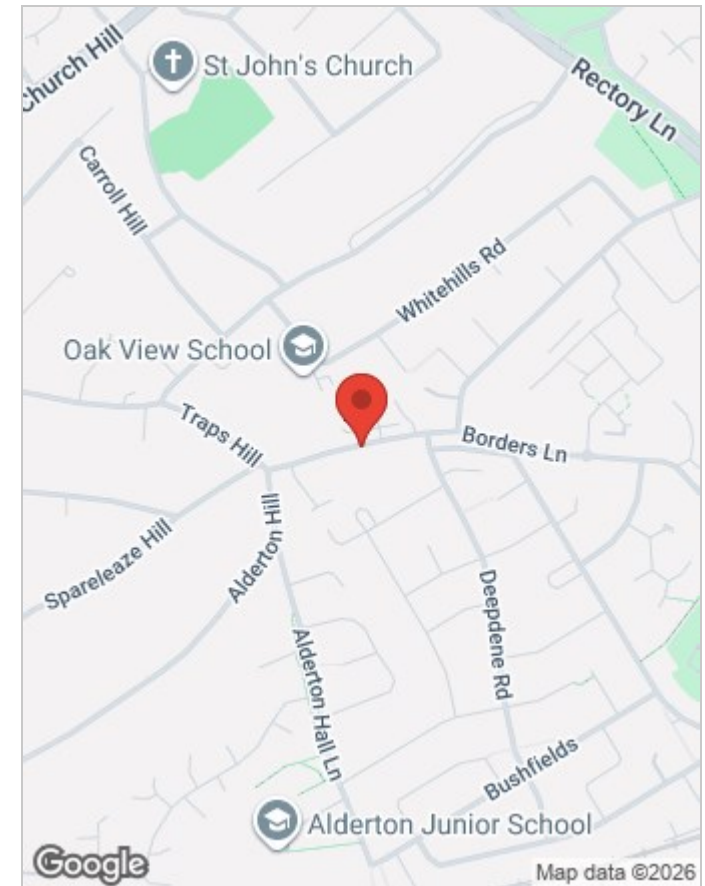 Church Hill
St John's Church
Rectory Ln
Carroll Hill
Whitehills Rd
Oak View School
Traps Hill
Borders Ln
Spareleaze Hill
Alderton Hill
Deepdene Rd
Alderton Hall Ln
Bushfields
Alderton Junior School
Google
Map data ©2026